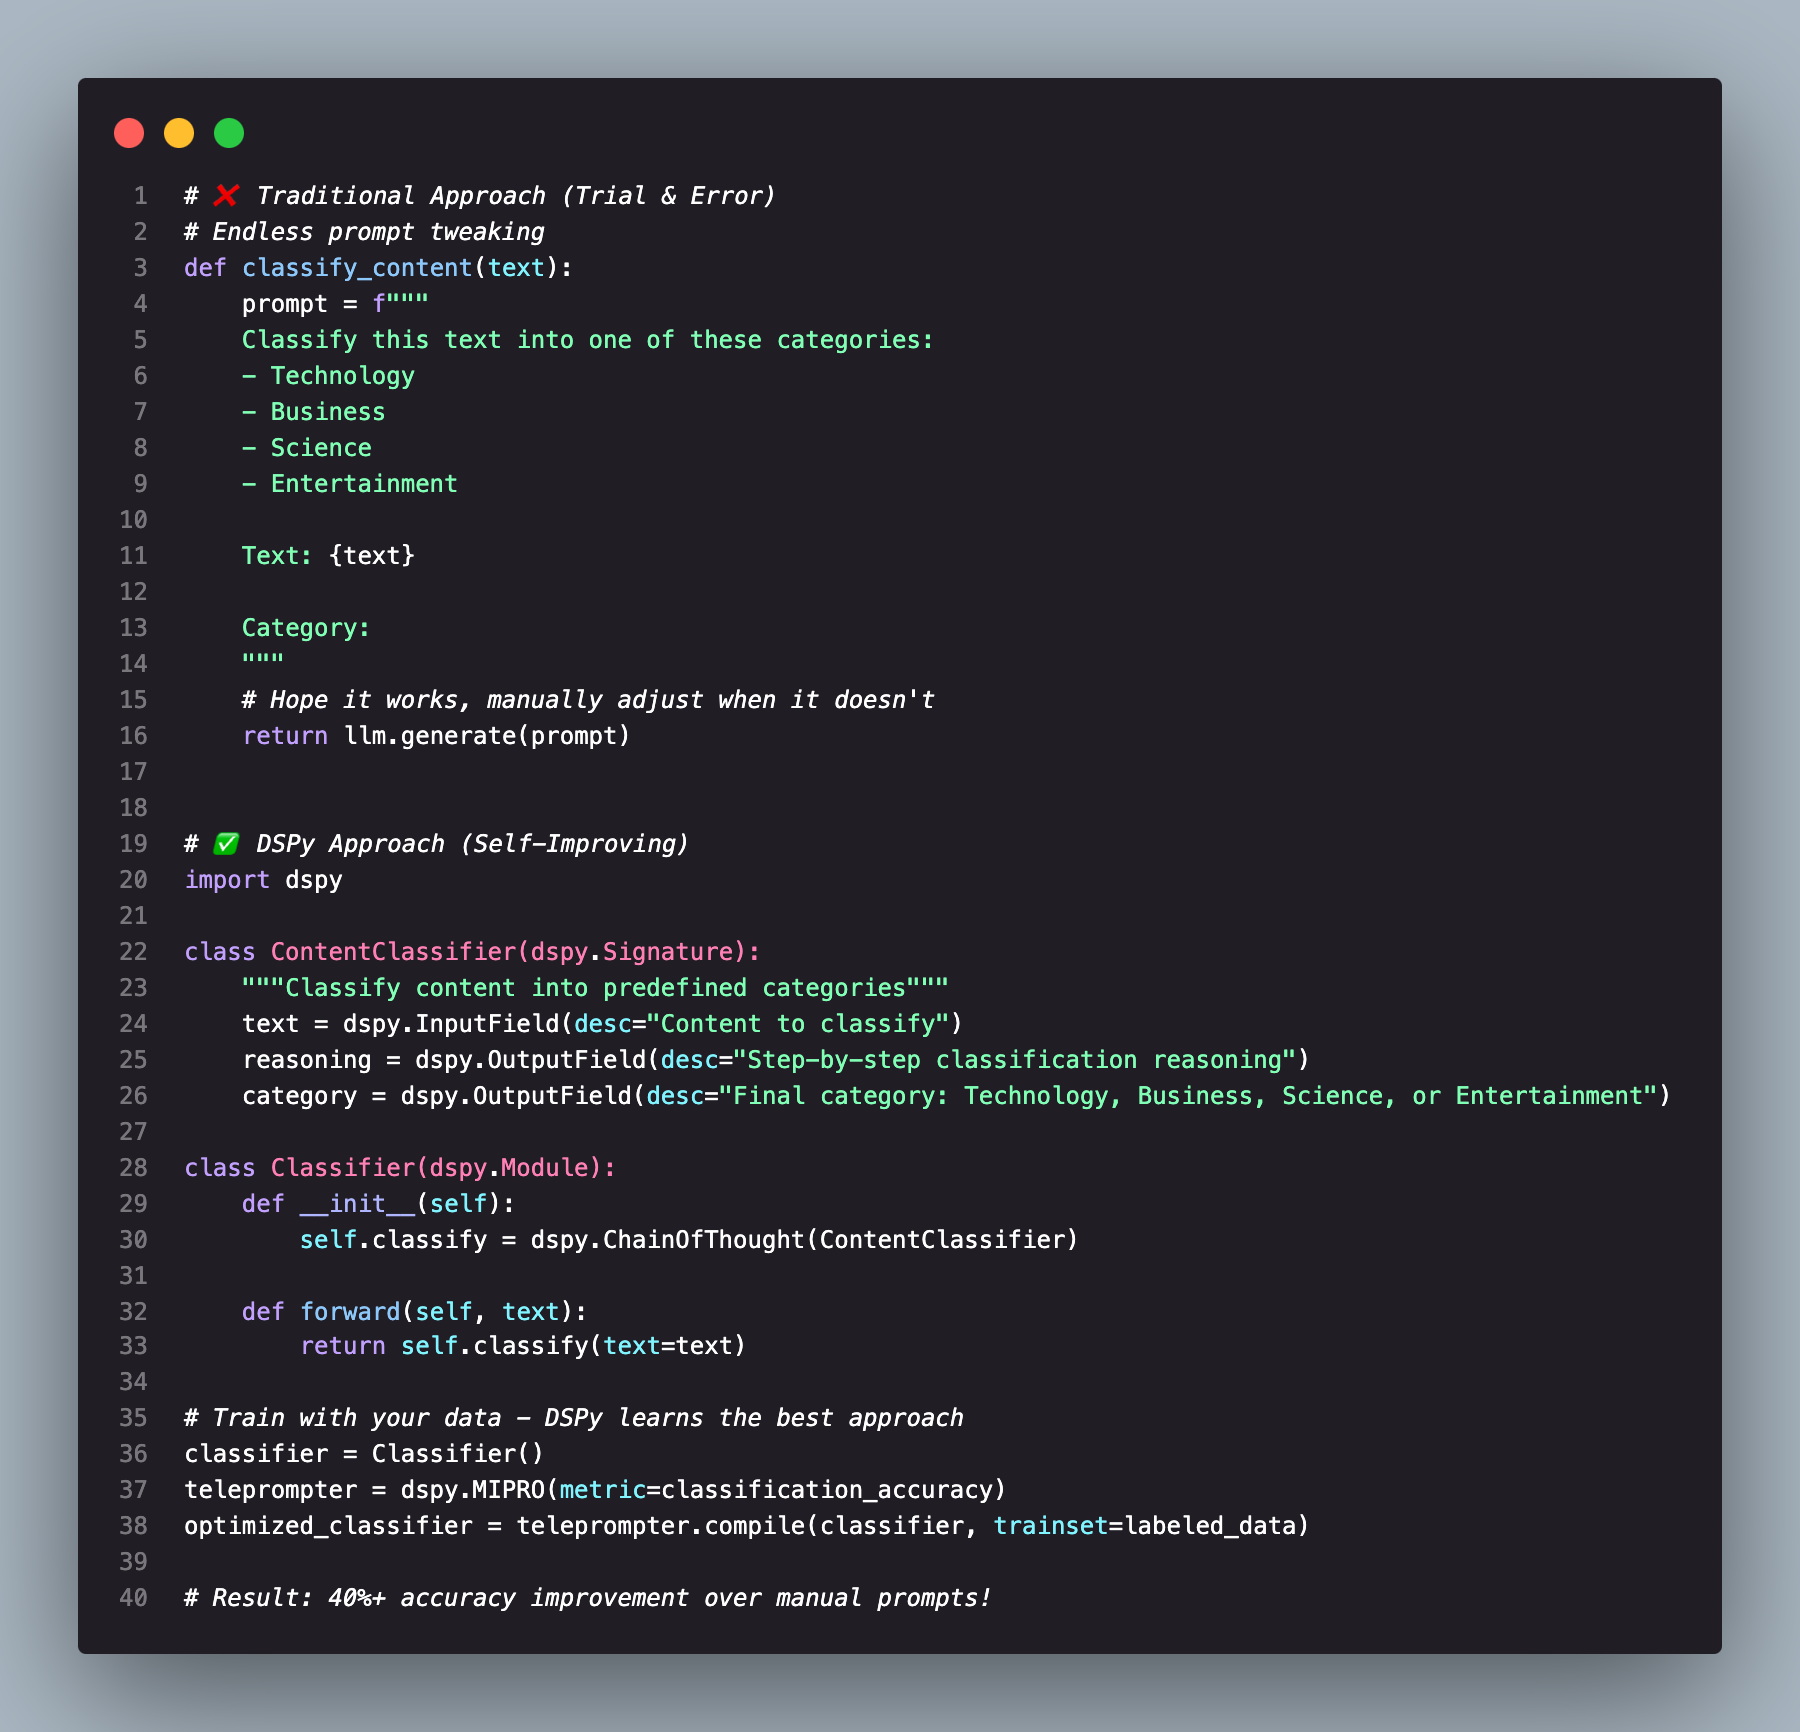 1 # ❌ Traditional Approach (Trial & Error)
2 # Endless prompt tweaking
3 def classify_content(text):
4     prompt = f"""
5     Classify this text into one of these categories:
6     - Technology
7     - Business
8     - Science
9     - Entertainment
10
11     Text: {text}
12
13     Category:
14     """
15     # Hope it works, manually adjust when it doesn't
16     return llm.generate(prompt)
17
18
19 # ✅ DSPy Approach (Self-Improving)
20 import dspy
21
22 class ContentClassifier(dspy.Signature):
23     """Classify content into predefined categories"""
24     text = dspy.InputField(desc="Content to classify")
25     reasoning = dspy.OutputField(desc="Step-by-step classification reasoning")
26     category = dspy.OutputField(desc="Final category: Technology, Business, Science, or Entertainment")
27
28 class Classifier(dspy.Module):
29     def __init__(self):
30         self.classify = dspy.ChainOfThought(ContentClassifier)
31
32     def forward(self, text):
33         return self.classify(text=text)
34
35 # Train with your data - DSPy learns the best approach
36 classifier = Classifier()
37 teleprompter = dspy.MIPRO(metric=classification_accuracy)
38 optimized_classifier = teleprompter.compile(classifier, trainset=labeled_data)
39
40 # Result: 40%+ accuracy improvement over manual prompts!